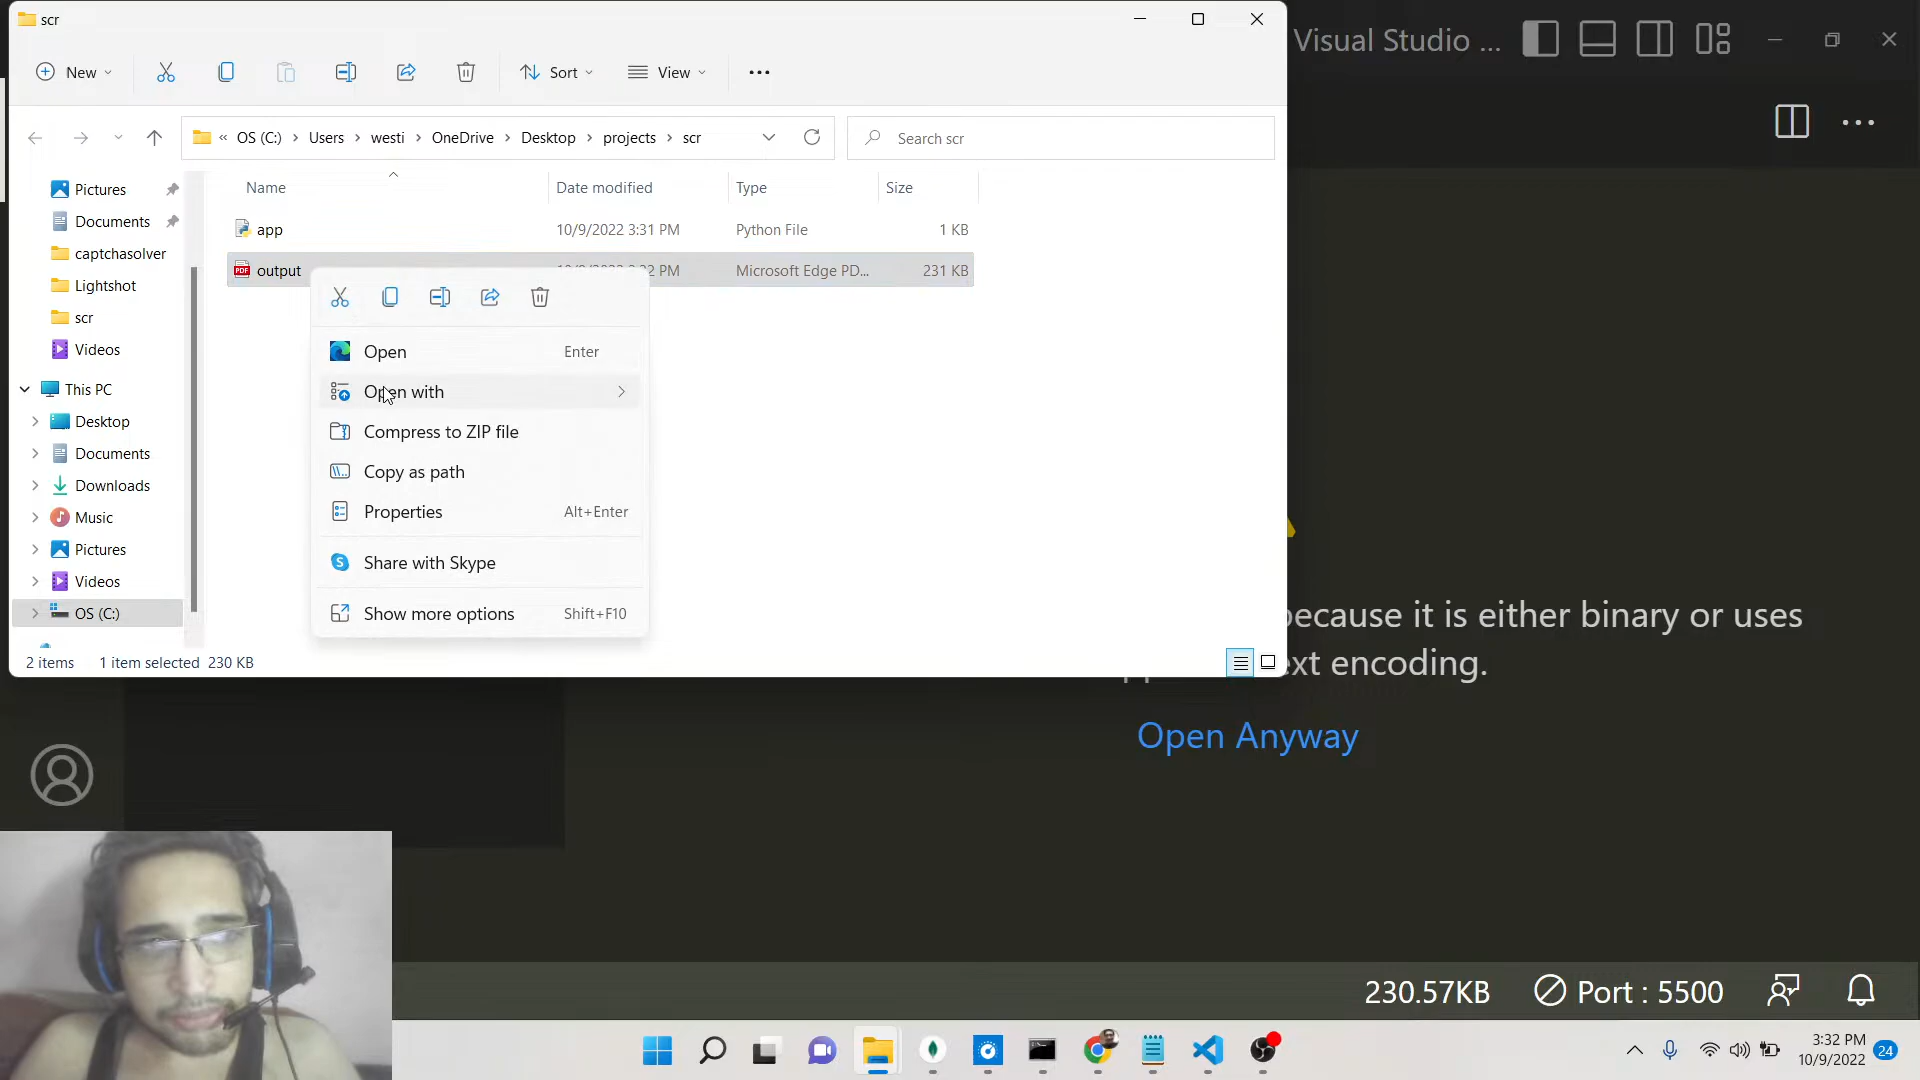 scr
Visual Studio ...
New
Sort
View
« OS (C:) > Users > westi > OneDrive > Desktop > projects > scr
Search scr
Name
Date modified
Type
Size
Pictures
Documents
captchasolver
Lightshot
scr
Videos
This PC
Desktop
Documents
Downloads
Music
Pictures
Videos
OS (C:)
app
10/9/2022 3:31 PM
Python File
1 KB
output
PM
Microsoft Edge PD...
231 KB
Open
Enter
Open with
Compress to ZIP file
Copy as path
Properties
Alt+Enter
Share with Skype
Show more options
Shift+F10
2 items
1 item selected 230 KB
because it is either binary or uses
ext encoding.
Open Anyway
230.57KB
Port : 5500
3:32 PM
10/9/2022
24